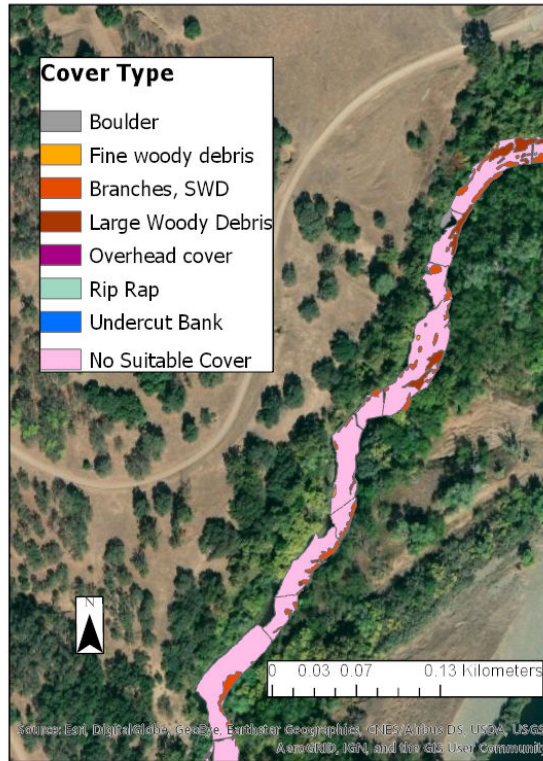 Cover Type
Boulder
Fine woody debris
Branches, SWD
Large Woody Debris
Overhead cover
Rip Rap
Undercut Bank
No Suitable Cover
N
0 0.03 0.07 0.13 Kilometers
Source: Esri, DigitalGlobe, GeoEye, Earthstar Geographics, CNES/Airbus DS, USDA, USGS
AeroGRID, IGN, and the GIS User Community